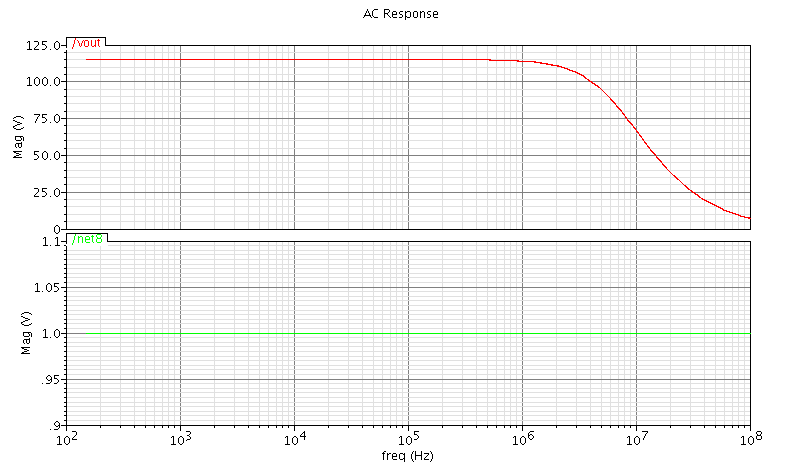 AC Response
/vout
125.0
100.0
75.0
50.0
25.0
0
Mag (V)
/net8
1.1
1.05
1.0
.95
.9
Mag (V)
10² 10³ 10⁴ 10⁵ 10⁶ 10⁷ 10⁸
freq (Hz)